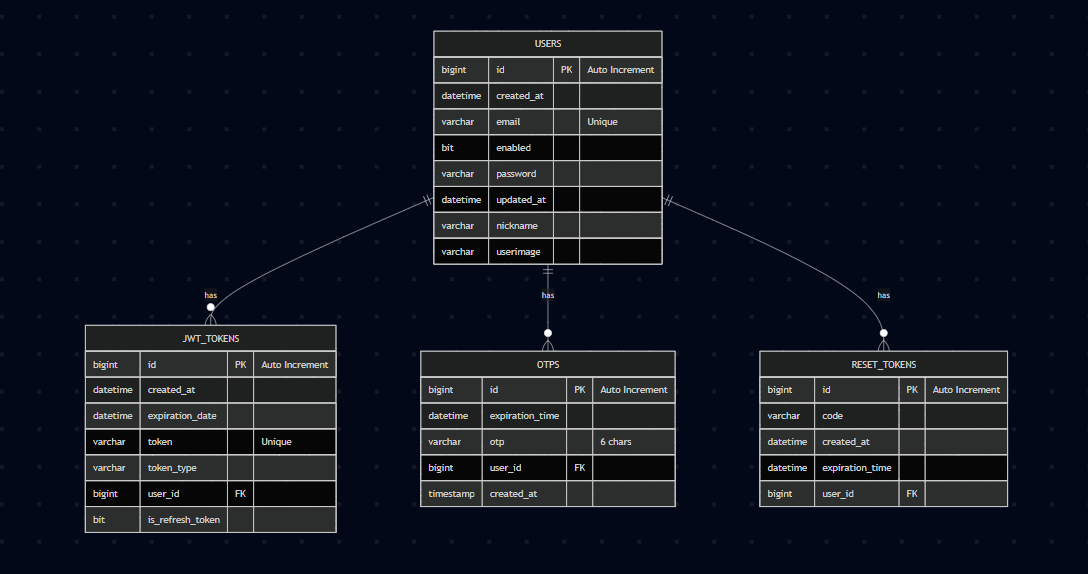 USERS
bigint id PK Auto Increment
datetime created_at
varchar email Unique
bit enabled
varchar password
datetime updated_at
varchar nickname
varchar userimage
has
has
has
JWT_TOKENS
bigint id PK Auto Increment
datetime created_at
datetime expiration_date
varchar token Unique
varchar token_type
bigint user_id FK
bit is_refresh_token
OTPS
bigint id PK Auto Increment
datetime expiration_time
varchar otp 6 chars
bigint user_id FK
timestamp created_at
RESET_TOKENS
bigint id PK Auto Increment
varchar code
datetime created_at
datetime expiration_time
bigint user_id FK